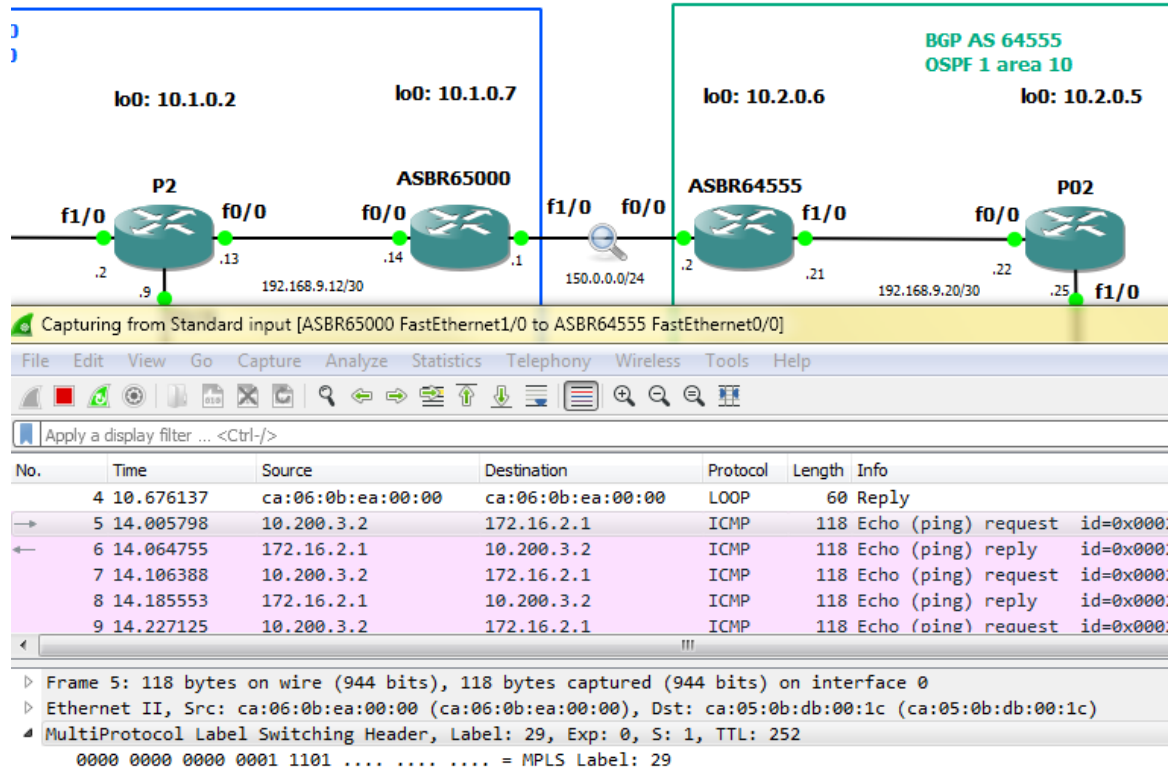 BGP AS 64555
OSPF 1 area 10
lo0: 10.1.0.2
lo0: 10.1.0.7
lo0: 10.2.0.6
lo0: 10.2.0.5
P2
ASBR65000
ASBR64555
P02
f1/0
f0/0
f0/0
f1/0
f0/0
f1/0
f0/0
.2
.13
.14
.1
.2
.21
.22
.9
192.168.9.12/30
150.0.0.0/24
192.168.9.20/30
.25
f1/0
Capturing from Standard input [ASBR65000 FastEthernet1/0 to ASBR64555 FastEthernet0/0]
File Edit View Go Capture Analyze Statistics Telephony Wireless Tools Help
Apply a display filter ... <Ctrl-/>
No. Time Source Destination Protocol Length Info
4 10.676137 ca:06:0b:ea:00:00 ca:06:0b:ea:00:00 LOOP 60 Reply
5 14.005798 10.200.3.2 172.16.2.1 ICMP 118 Echo (ping) request id=0x000
6 14.064755 172.16.2.1 10.200.3.2 ICMP 118 Echo (ping) reply id=0x000
7 14.106388 10.200.3.2 172.16.2.1 ICMP 118 Echo (ping) request id=0x000
8 14.185553 172.16.2.1 10.200.3.2 ICMP 118 Echo (ping) reply id=0x000
9 14.227125 10.200.3.2 172.16.2.1 ICMP 118 Echo (ping) request id=0x000
Frame 5: 118 bytes on wire (944 bits), 118 bytes captured (944 bits) on interface 0
Ethernet II, Src: ca:06:0b:ea:00:00 (ca:06:0b:ea:00:00), Dst: ca:05:0b:db:00:1c (ca:05:0b:db:00:1c)
MultiProtocol Label Switching Header, Label: 29, Exp: 0, S: 1, TTL: 252
0000 0000 0000 0001 1101 .... .... .... = MPLS Label: 29